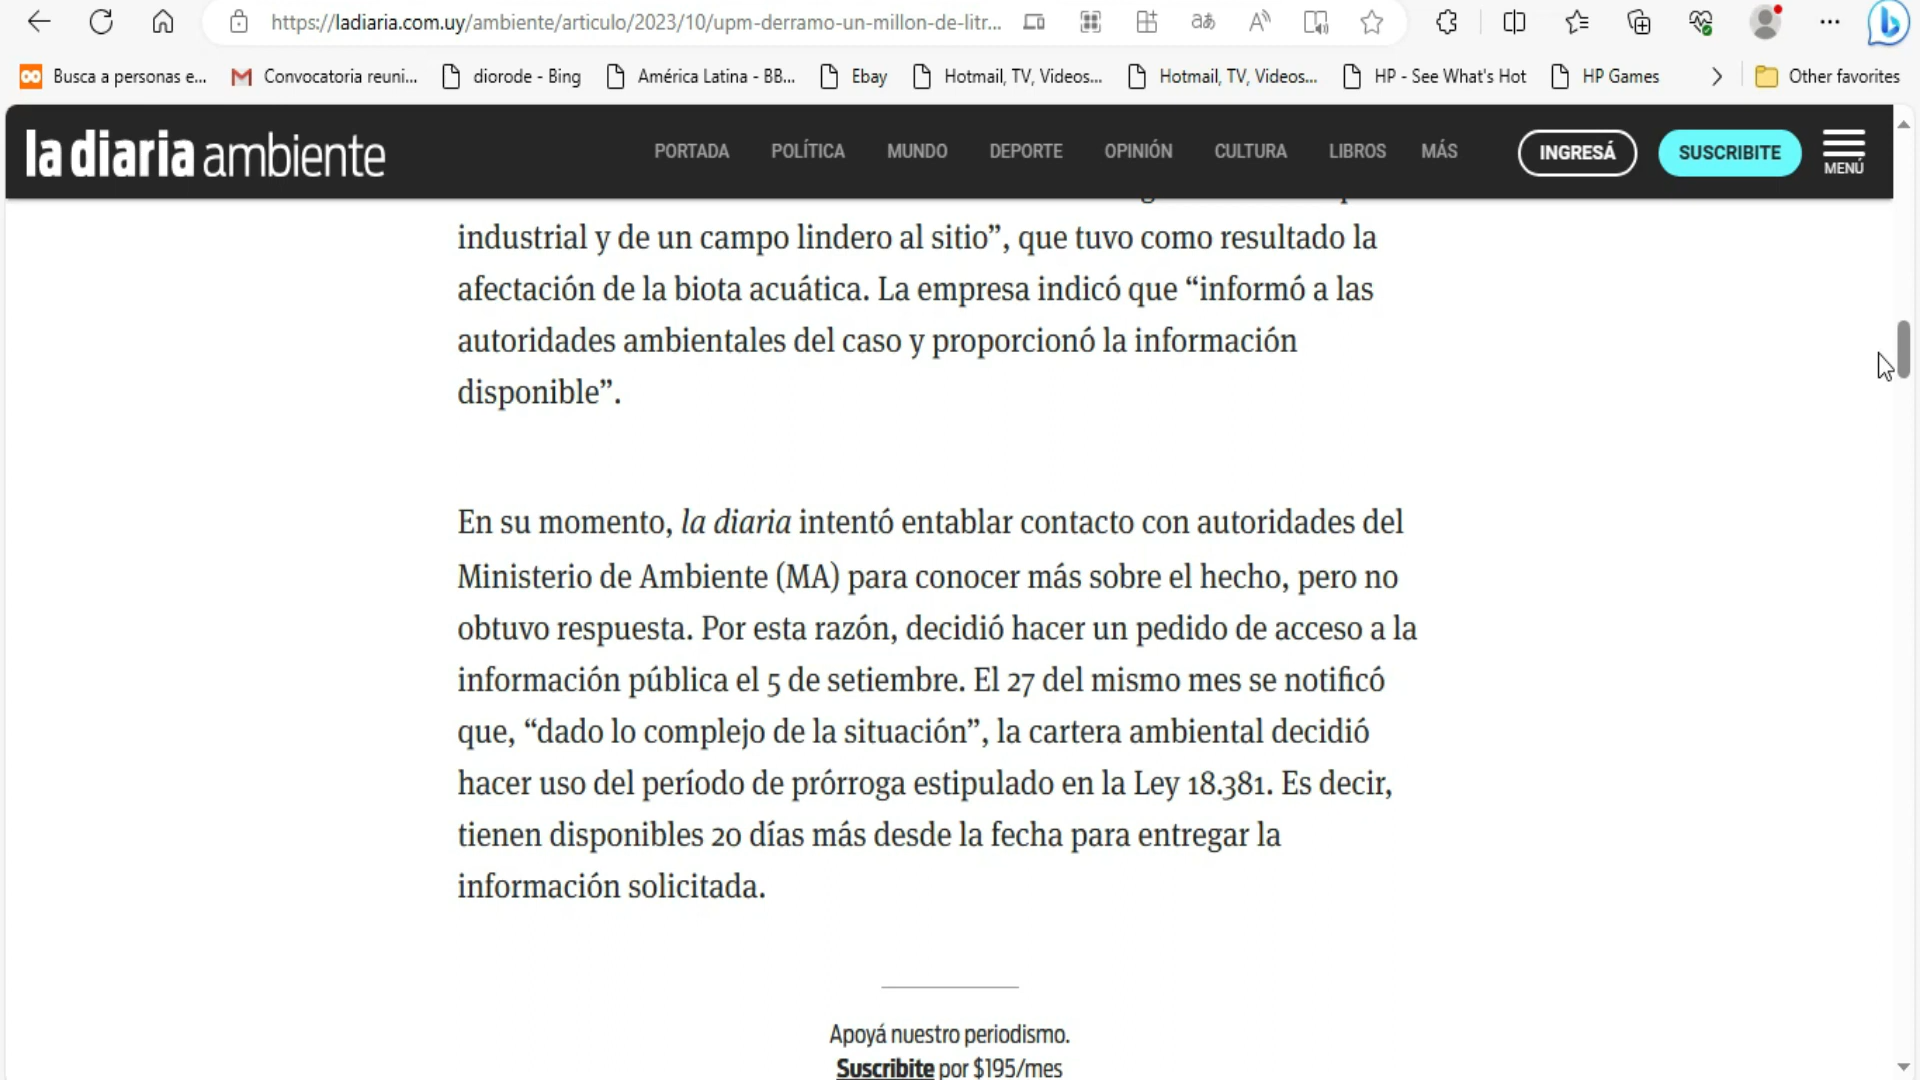 https://ladiaria.com.uy/ambiente/articulo/2023/10/upm-derramo-un-millon-de-litr...
Busca a personas e...
Convocatoria reuni...
diorode - Bing
América Latina - BB...
Ebay
Hotmail, TV, Videos...
Hotmail, TV, Videos...
HP - See What's Hot
HP Games
Other favorites
la diaria ambiente
PORTADA
POLÍTICA
MUNDO
DEPORTE
OPINIÓN
CULTURA
LIBROS
MÁS
INGRESÁ
SUSCRIBITE
MENÚ
industrial y de un campo lindero al sitio”, que tuvo como resultado la
afectación de la biota acuática. La empresa indicó que “informó a las
autoridades ambientales del caso y proporcionó la información
disponible”.
En su momento, la diaria intentó entablar contacto con autoridades del
Ministerio de Ambiente (MA) para conocer más sobre el hecho, pero no
obtuvo respuesta. Por esta razón, decidió hacer un pedido de acceso a la
información pública el 5 de setiembre. El 27 del mismo mes se notificó
que, “dado lo complejo de la situación”, la cartera ambiental decidió
hacer uso del período de prórroga estipulado en la Ley 18.381. Es decir,
tienen disponibles 20 días más desde la fecha para entregar la
información solicitada.
Apoyá nuestro periodismo.
Suscribite por $195/mes